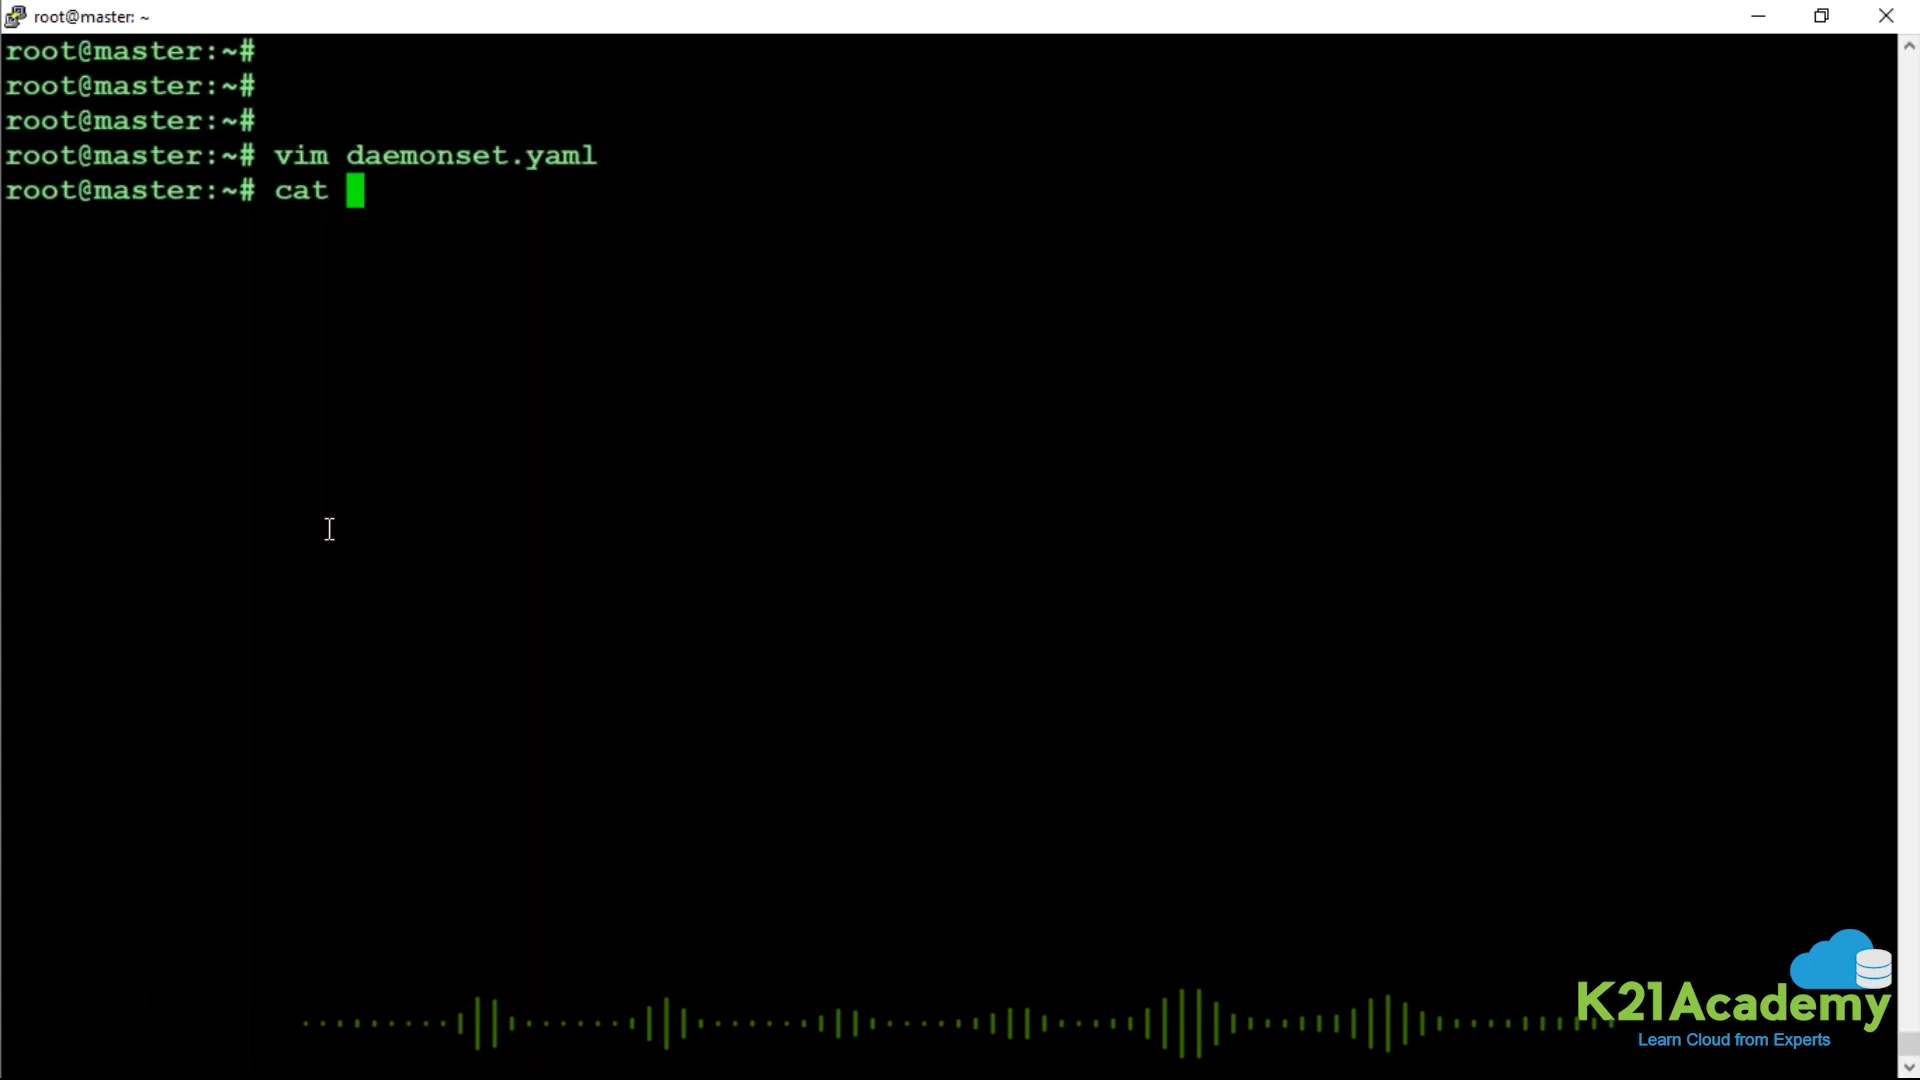 root@master: ~
root@master:~#
root@master:~#
root@master:~#
root@master:~# vim daemonset.yaml
root@master:~# cat
K21Academy
Learn Cloud from Experts